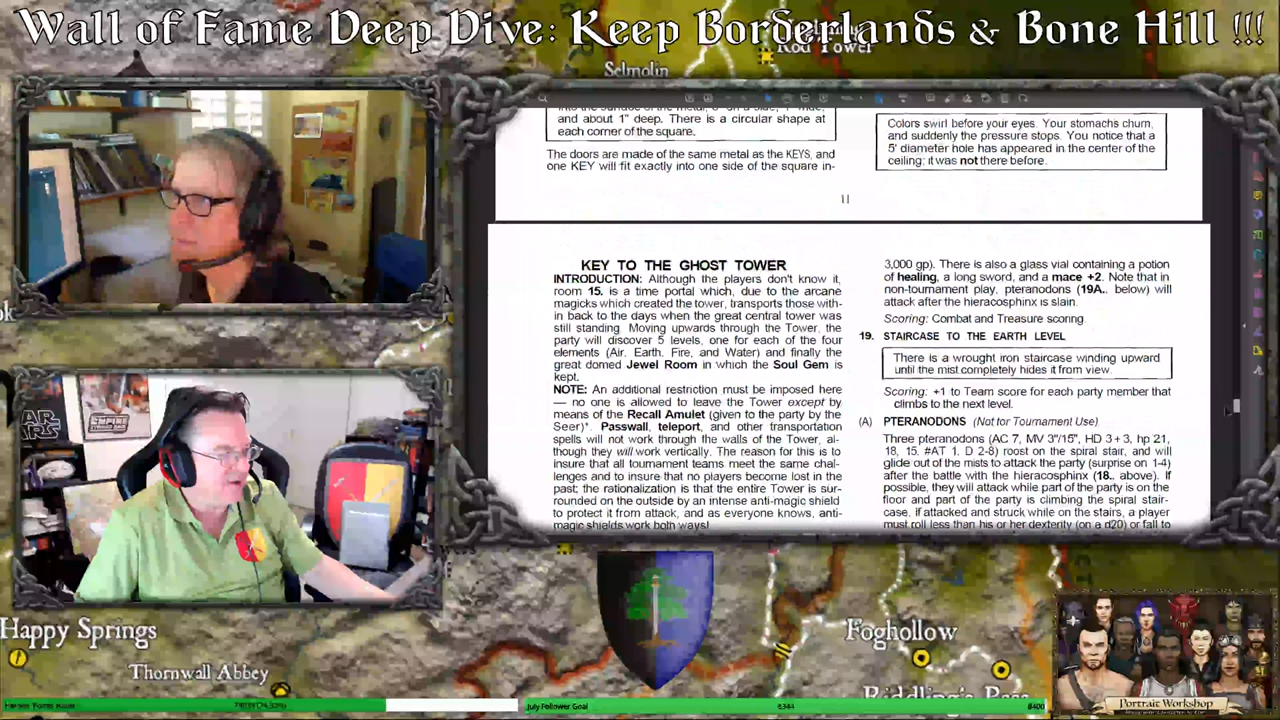 Wall of Fame Deep Dive: Keep Borderlands & Bone Hill !!!
Rod Tower
Selmolin
and about 1" deep. There is a circular shape at
each corner of the square.
The doors are made of the same metal as the KEYS, and
one KEY will fit exactly into one side of the square in-
Colors swirl before your eyes. Your stomachs churn,
and suddenly the pressure stops. You notice that a
5' diameter hole has appeared in the center of the
ceiling; it was not there before.
11
KEY TO THE GHOST TOWER
INTRODUCTION: Although the players don't know it,
room 15. is a time portal which, due to the arcane
magicks which created the tower, transports those with-
in back to the days when the great central tower was
still standing. Moving upwards through the Tower, the
party will discover 5 levels, one for each of the four
elements (Air, Earth, Fire, and Water) and finally the
great domed Jewel Room in which the Soul Gem is
kept.
NOTE: An additional restriction must be imposed here
— no one is allowed to leave the Tower except by
means of the Recall Amulet (given to the party by the
Seer)*. Passwall, teleport, and other transportation
spells will not work through the walls of the Tower, al-
though they will work vertically. The reason for this is to
insure that all tournament teams meet the same chal-
lenges and to insure that no players become lost in the
past; the rationalization is that the entire Tower is sur-
rounded on the outside by an intense anti-magic shield
to protect it from attack, and as everyone knows, anti-
magic shields work both ways!
3,000 gp). There is also a glass vial containing a potion
of healing, a long sword, and a mace +2. Note that in
non-tournament play, pteranodons (19A., below) will
attack after the hieracosphinx is slain.
Scoring: Combat and Treasure scoring.
19. STAIRCASE TO THE EARTH LEVEL
There is a wrought iron staircase winding upward
until the mist completely hides it from view.
Scoring: +1 to Team score for each party member that
climbs to the next level.
(A) PTERANODONS (Not for Tournament Use)
Three pteranodons (AC 7, MV 3"/15", HD 3+3, hp 21,
18, 15. #AT 1. D 2-8) roost on the spiral stair, and will
glide out of the mists to attack the party (surprise on 1-4)
after the battle with the hieracosphinx (18., above). If
possible, they will attack while part of the party is on the
floor and part of the party is climbing the spiral stair-
case. If attacked and struck while on the stairs, a player
must roll less than his or her dexterity (on a d20) or fall to
STAR
WARS
Happy Springs
Thornwall Abbey
Foghollow
July Follower Goal
Portrait Workshop